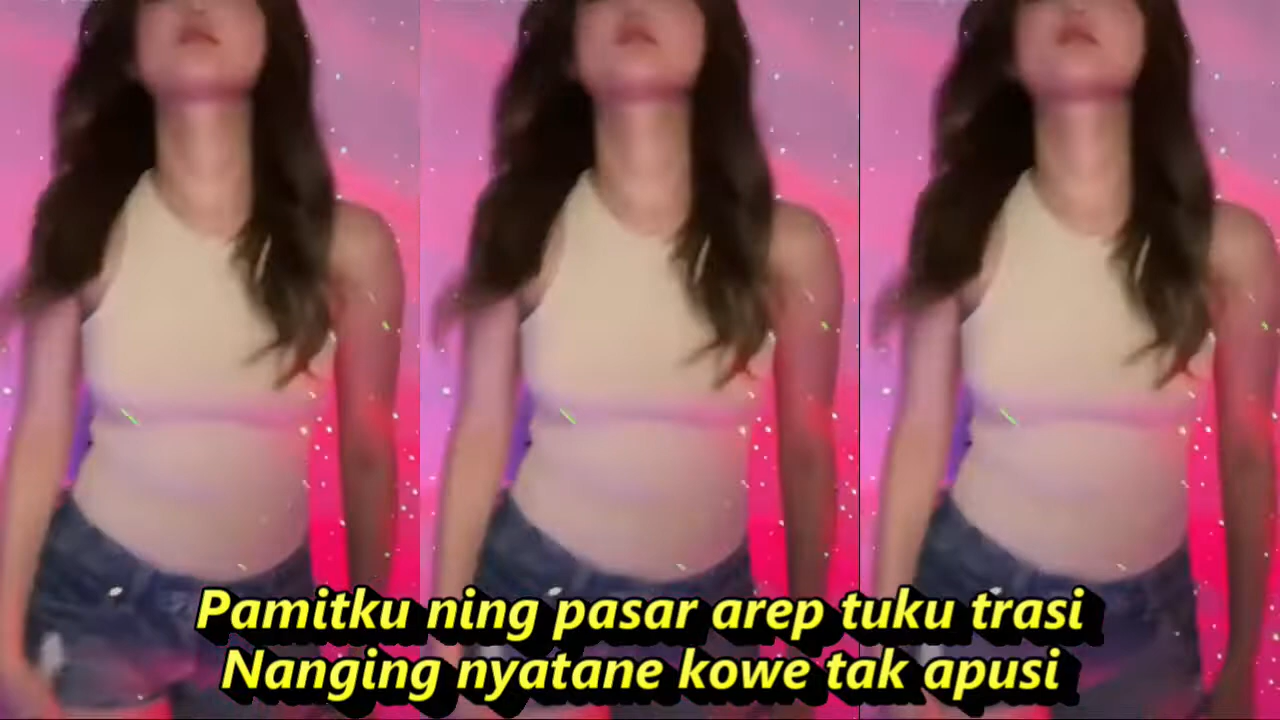 Pamitku ning pasar arep tuku trasi
Nanging nyatane kowe tak apusi